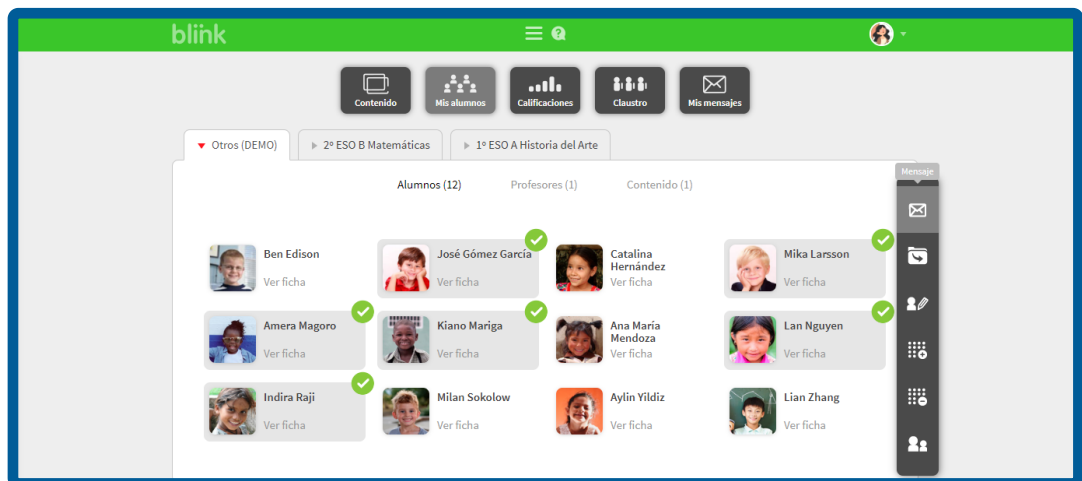 blink
Contenido
Mis alumnos
Calificaciones
Claustro
Mis mensajes
Otros (DEMO)
2º ESO B Matemáticas
1º ESO A Historia del Arte
Mensaje
Alumnos (12)
Profesores (1)
Contenido (1)
Ben Edison
Ver ficha
José Gómez García
Ver ficha
Catalina
Hernández
Ver ficha
Mika Larsson
Ver ficha
Amera Magoro
Ver ficha
Kiano Mariga
Ver ficha
Ana María
Mendoza
Ver ficha
Lan Nguyen
Ver ficha
Indira Raji
Ver ficha
Milan Sokolow
Ver ficha
Aylin Yildiz
Ver ficha
Lian Zhang
Ver ficha